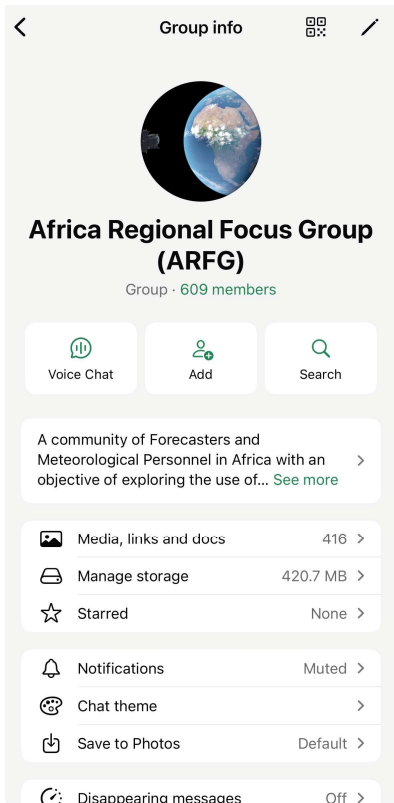 Group info
Africa Regional Focus Group
(ARFG)
Group · 609 members
Voice Chat
Add
Search
A community of Forecasters and
Meteorological Personnel in Africa with an
objective of exploring the use of... See more
Media, links and docs 416
Manage storage 420.7 MB
Starred None
Notifications Muted
Chat theme
Save to Photos Default
Disappearing messages Off